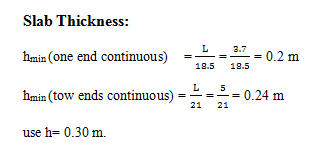 Slab Thickness:
hmin (one end continuous) = L/18.5 = 3.7/18.5 = 0.2 m
hmin (tow ends continuous) = L/21 = 5/21 = 0.24 m
use h= 0.30 m.